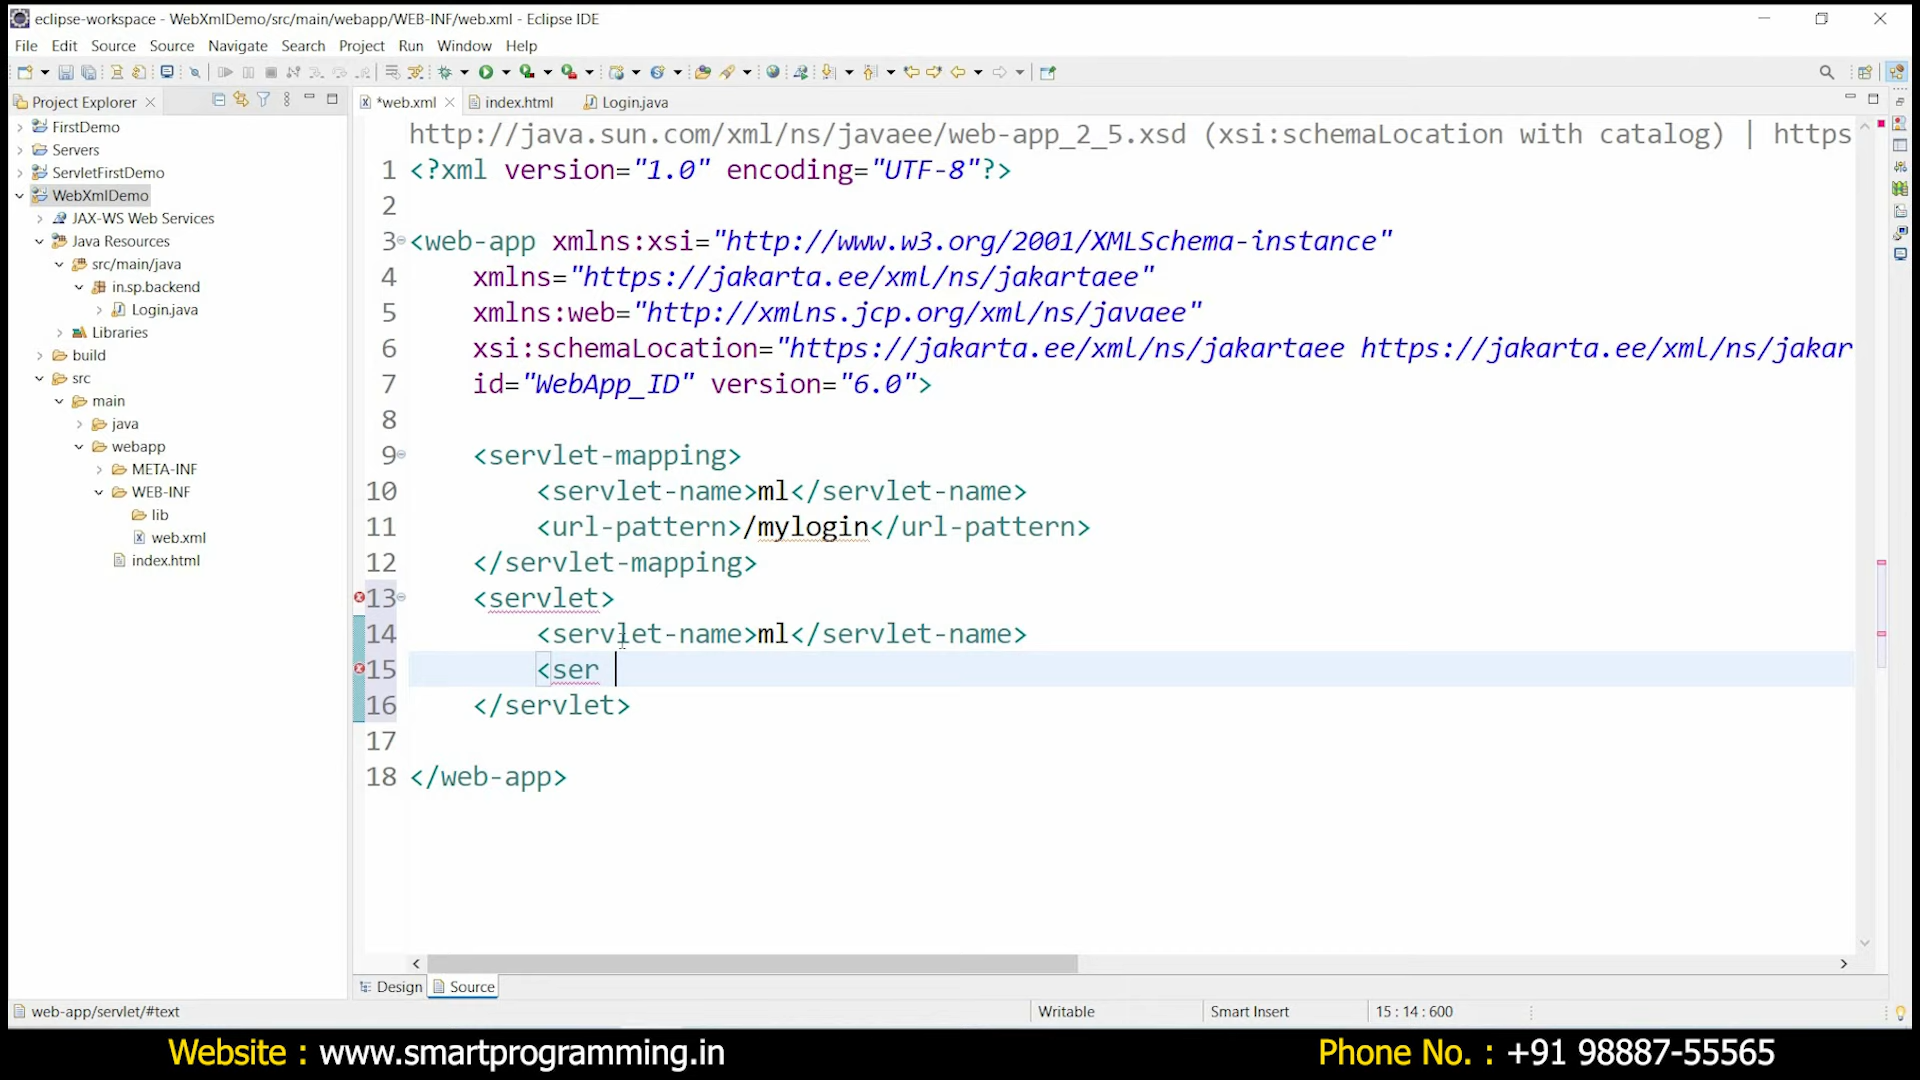 eclipse-workspace - WebXmlDemo/src/main/webapp/WEB-INF/web.xml - Eclipse IDE
File Edit Source Source Navigate Search Project Run Window Help
Project Explorer
*web.xml index.html Login.java
FirstDemo
Servers
ServletFirstDemo
WebXmlDemo
JAX-WS Web Services
Java Resources
src/main/java
in.sp.backend
Login.java
Libraries
build
src
main
java
webapp
META-INF
WEB-INF
lib
web.xml
index.html
http://java.sun.com/xml/ns/javaee/web-app_2_5.xsd (xsi:schemaLocation with catalog) | https
1 <?xml version="1.0" encoding="UTF-8"?>
2
3 <web-app xmlns:xsi="http://www.w3.org/2001/XMLSchema-instance"
4 xmlns="https://jakarta.ee/xml/ns/jakartaee"
5 xmlns:web="http://xmlns.jcp.org/xml/ns/javaee"
6 xsi:schemaLocation="https://jakarta.ee/xml/ns/jakartaee https://jakarta.ee/xml/ns/jakar
7 id="WebApp_ID" version="6.0">
8
9 <servlet-mapping>
10 <servlet-name>ml</servlet-name>
11 <url-pattern>/mylogin</url-pattern>
12 </servlet-mapping>
13 <servlet>
14 <servlet-name>ml</servlet-name>
15 <ser
16 </servlet>
17
18 </web-app>
Design Source
web-app/servlet/#text Writable Smart Insert 15 : 14 : 600
Website : www.smartprogramming.in Phone No. : +91 98887-55565